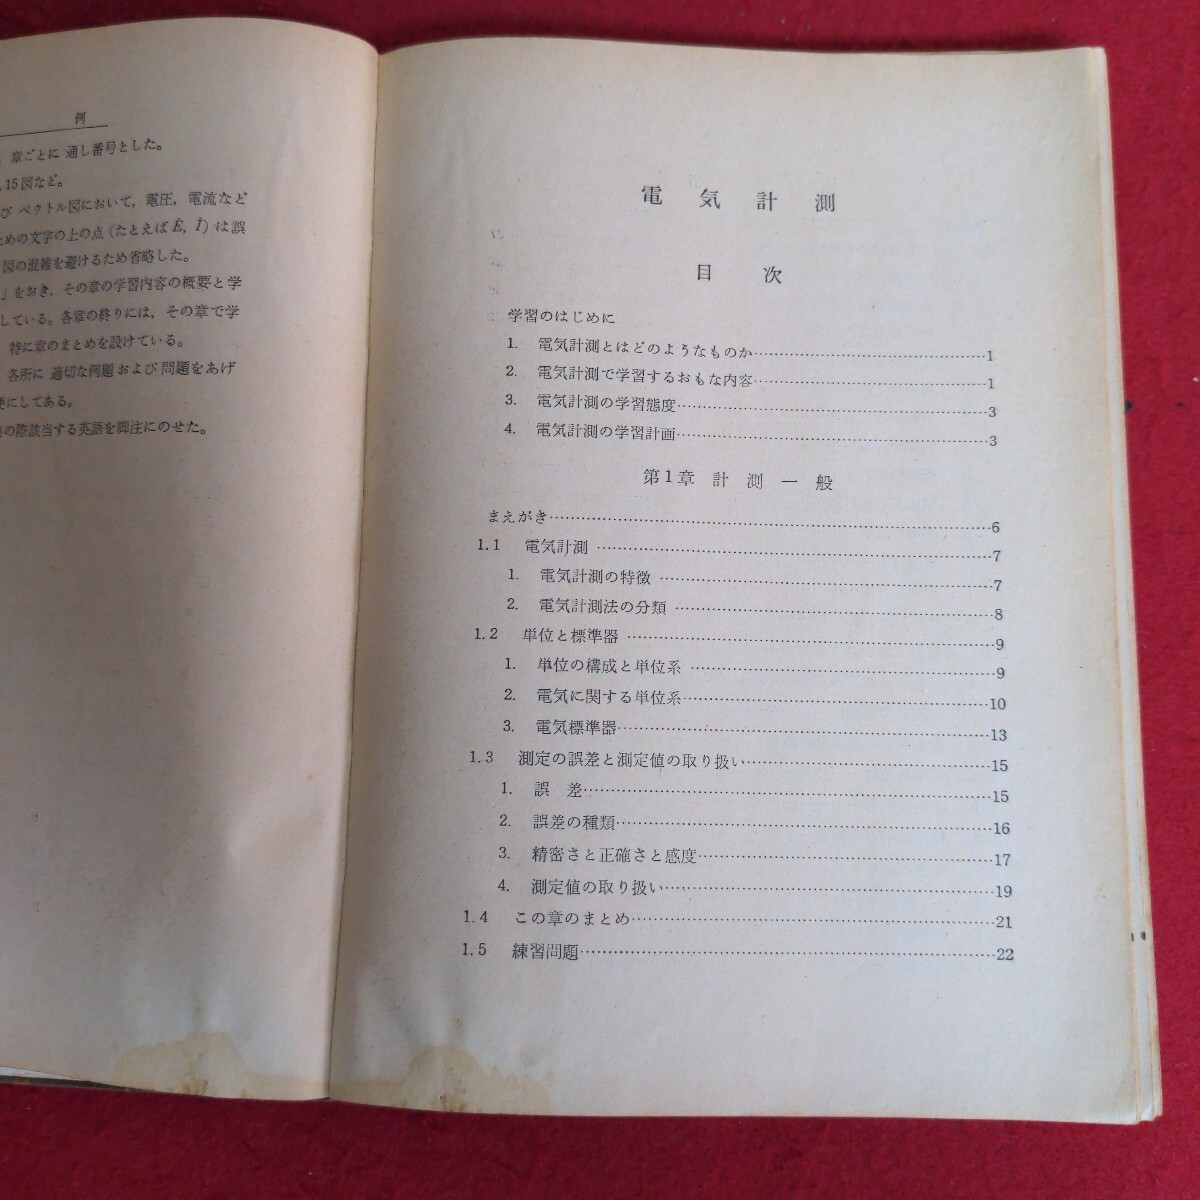 例
章ごとに 通し番号とした。
.15図など。
び ベクトル図において，電圧，電流など
ための文字の上の点 (たとえば Ė, İ) は誤
図の混雑を避けるため省略した。
」をおき，その章の学習内容の概要と学
している。各章の終りには，その章で学
特に章のまとめを設けている。
各所に 適切な例題および問題をあげ
便にしてある。
の際該当する英語を脚注にのせた。
電気計測
目次
学習のはじめに
1. 電気計測とはどのようなものか……1
2. 電気計測で学習するおもな内容……1
3. 電気計測の学習態度……3
4. 電気計測の学習計画……3
第1章 計測一般
まえがき……6
1.1 電気計測……7
1. 電気計測の特徴……7
2. 電気計測法の分類……8
1.2 単位と標準器……9
1. 単位の構成と単位系……9
2. 電気に関する単位系……10
3. 電気標準器……13
1.3 測定の誤差と測定値の取り扱い……15
1. 誤差……15
2. 誤差の種類……16
3. 精密さと正確さと感度……17
4. 測定値の取り扱い……19
1.4 この章のまとめ……21
1.5 練習問題……22